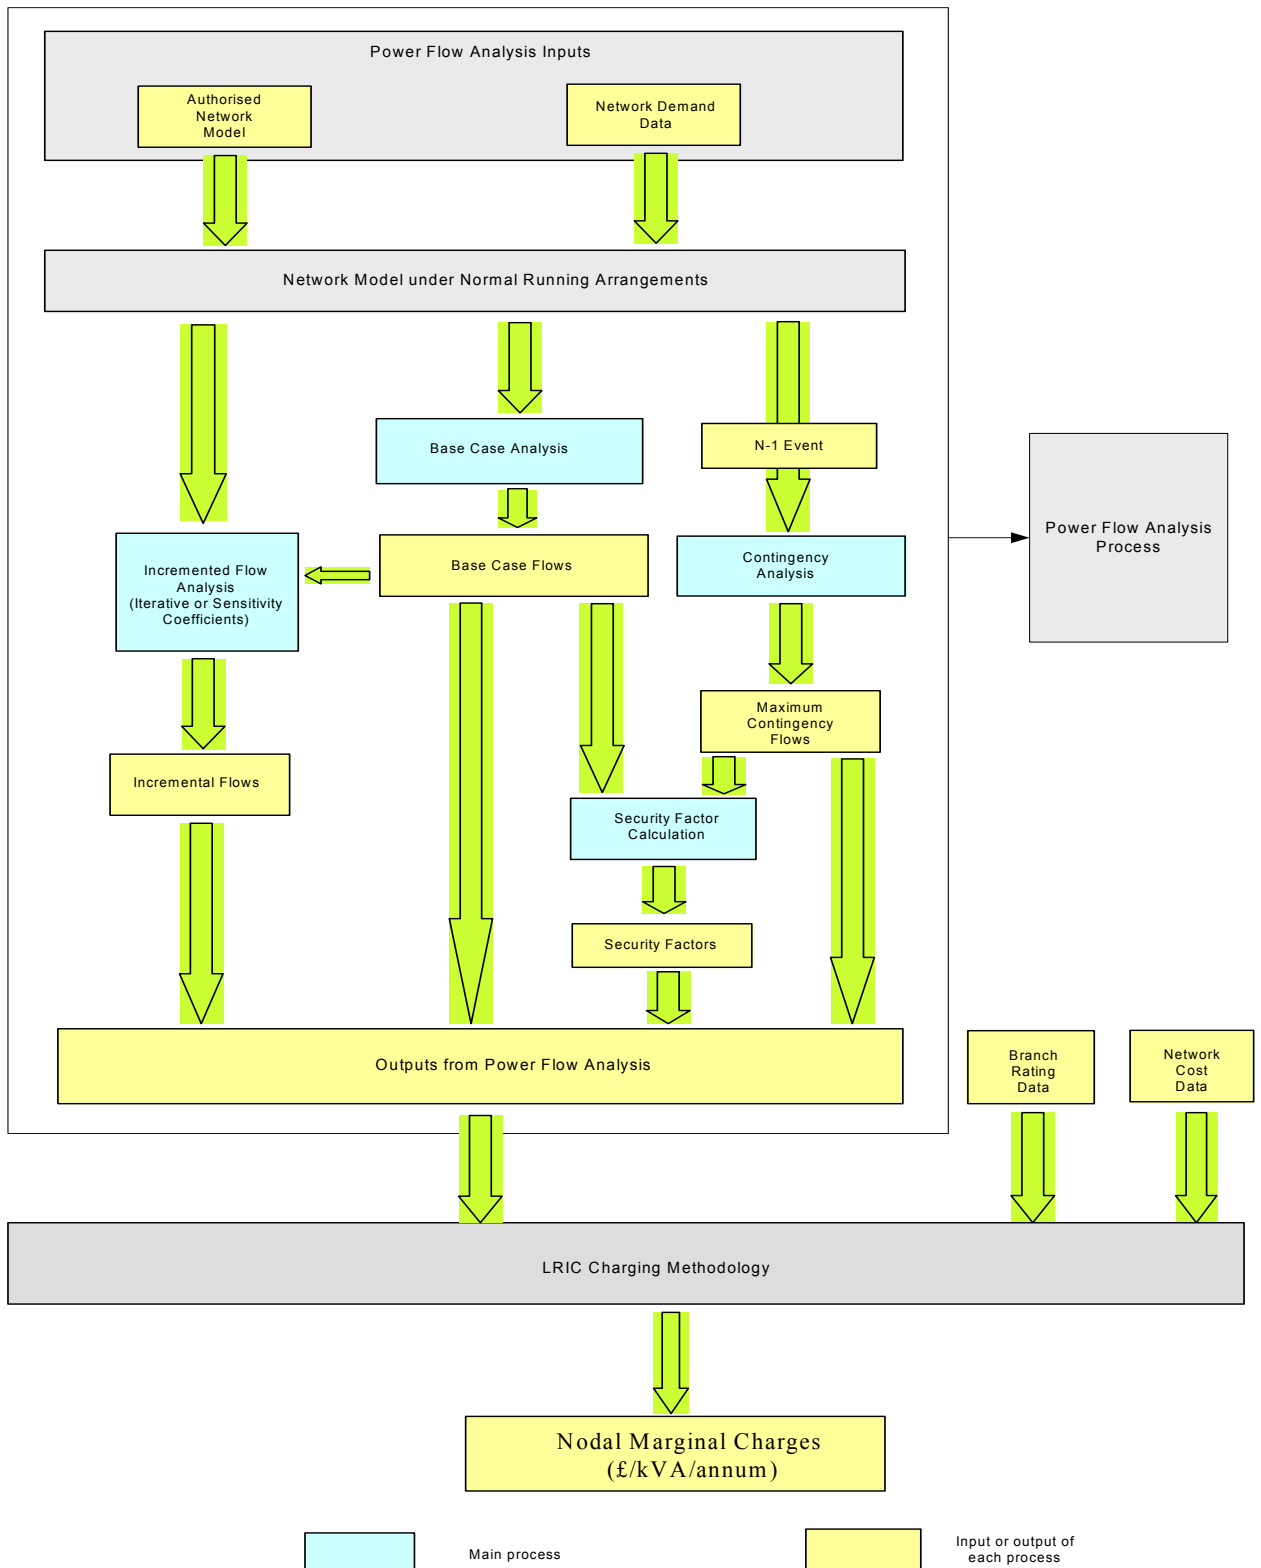 Power Flow Analysis Inputs
Authorised
Network
Model
Network Demand
Data
Network Model under Normal Running Arrangements
Base Case Analysis
N-1 Event
Incremented Flow
Analysis
(Iterative or Sensitivity
Coefficients)
Base Case Flows
Contingency
Analysis
Power Flow Analysis
Process
Maximum
Contingency
Flows
Incremental Flows
Security Factor
Calculation
Security Factors
Outputs from Power Flow Analysis
Branch
Rating
Data
Network
Cost
Data
LRIC Charging Methodology
Nodal Marginal Charges
(£/kVA/annum)
Main process
Input or output of
each process